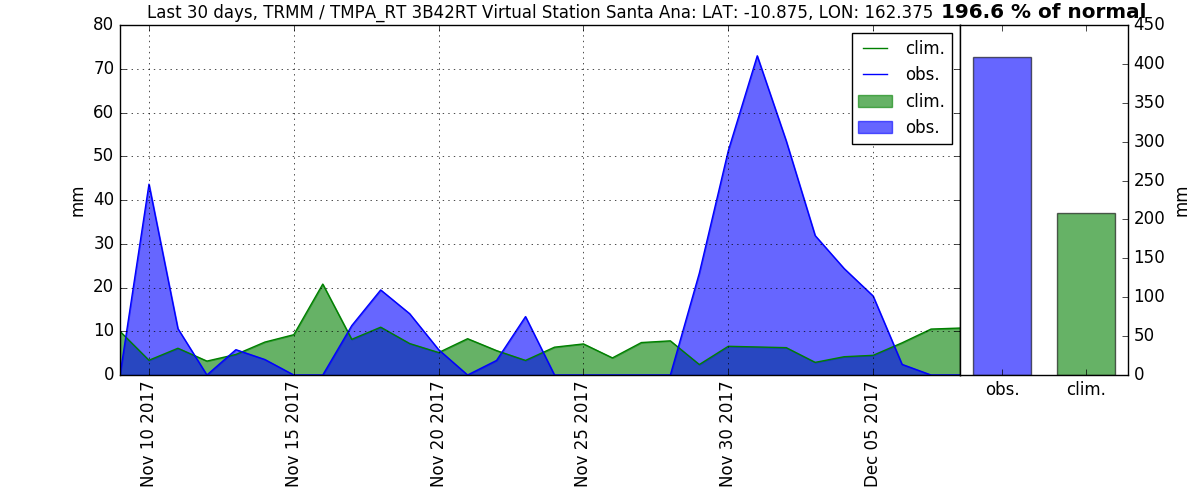 Last 30 days, TRMM / TMPA_RT 3B42RT Virtual Station Santa Ana: LAT: -10.875, LON: 162.375 196.6 % of normal
80
70
60
50
40
30
20
10
0
mm
clim.
obs.
clim.
obs.
Nov 10 2017
Nov 15 2017
Nov 20 2017
Nov 25 2017
Nov 30 2017
Dec 05 2017
450
400
350
300
250
200
150
100
50
0
mm
obs. clim.